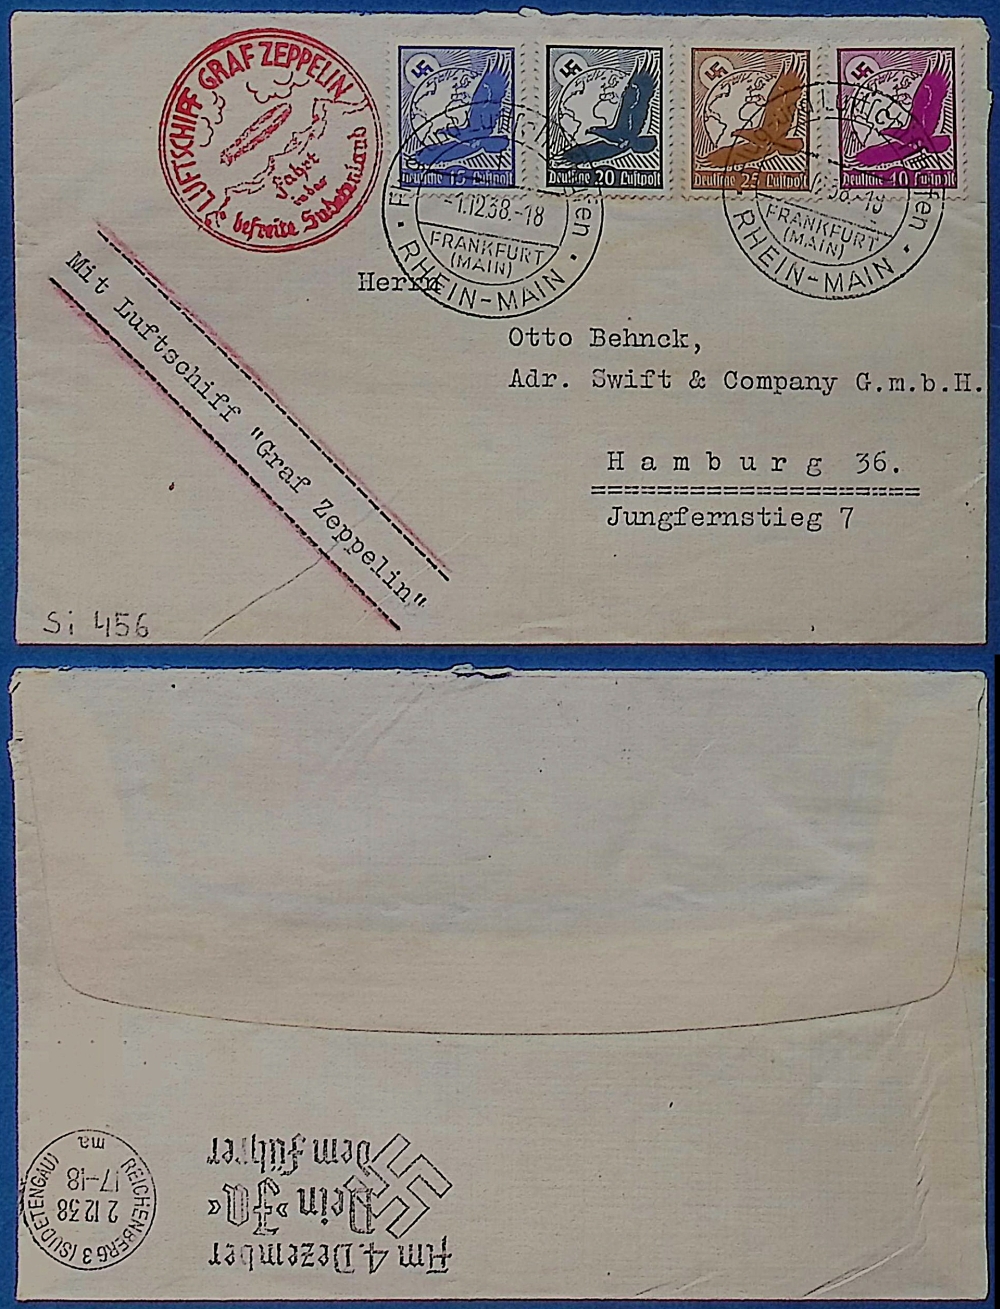 LUFTSCHIFF GRAF ZEPPELIN
Fahrt
in das
befreite Sudetenland
Deutsche 15 Luftpost
Deutsche 20 Luftpost
Deutsche 25 Luftpost
Deutsche 40 Luftpost
-1.12.38.-18
FRANKFURT
(MAIN)
RHEIN-MAIN
38.-18
FRANKFURT
(MAIN)
RHEIN-MAIN
Mit Luftschiff "Graf Zeppelin"
Herrn
Otto Behnck,
Adr. Swift & Company G.m.b.H.
Hamburg 36.
Jungfernstieg 7
Si 456
REICHENBERG 3 (SUDETENGAU)
2.12.38
17-18
ma
Am 4. Dezember
Dein »Ja«
dem Führer